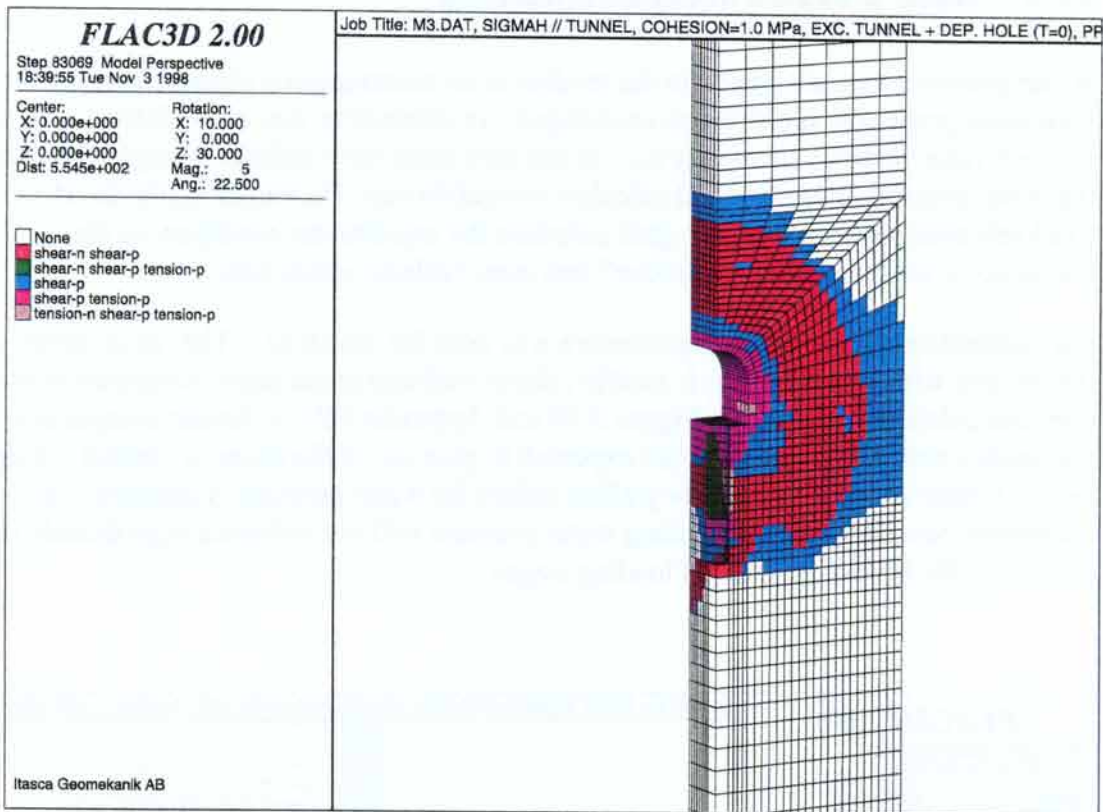 FLAC3D 2.00
Step 83069 Model Perspective
18:39:55 Tue Nov 3 1998
Center:
X: 0.000e+000
Y: 0.000e+000
Z: 0.000e+000
Dist: 5.545e+002
Rotation:
X: 10.000
Y: 0.000
Z: 30.000
Mag.: 5
Ang.: 22.500
None
shear-n shear-p
shear-n shear-p tension-p
shear-p
shear-p tension-p
tension-n shear-p tension-p
Itasca Geomekanik AB
Job Title: M3.DAT, SIGMAH // TUNNEL, COHESION=1.0 MPa, EXC. TUNNEL + DEP. HOLE (T=0), PP